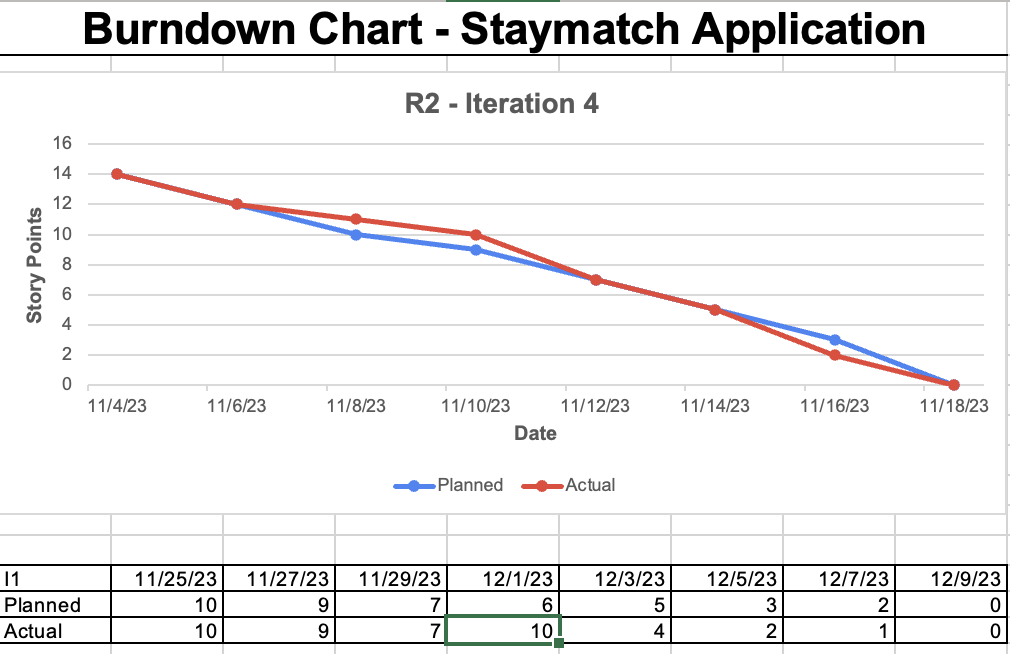 Burndown Chart - Staymatch Application
R2 - Iteration 4
16
14
12
10
8
6
4
2
0
Story Points
11/4/23 11/6/23 11/8/23 11/10/23 11/12/23 11/14/23 11/16/23 11/18/23
Date
Planned Actual
I1 11/25/23 11/27/23 11/29/23 12/1/23 12/3/23 12/5/23 12/7/23 12/9/23
Planned 10 9 7 6 5 3 2 0
Actual 10 9 7 10 4 2 1 0